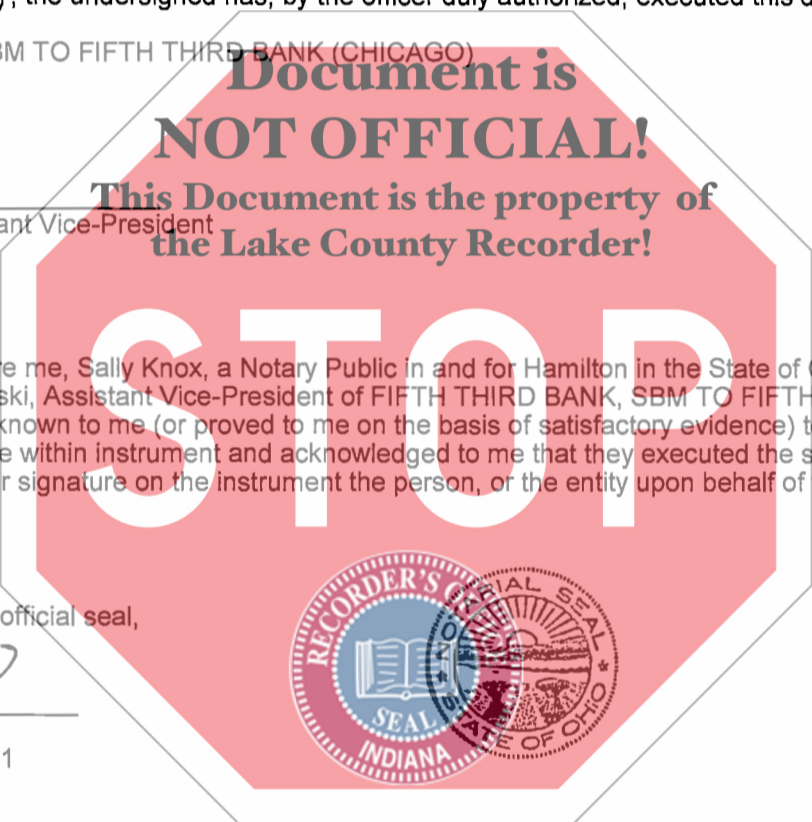 the undersigned has, by the officer duly authorized, executed this
BM TO FIFTH THIRD BANK (CHICAGO)
Document is
NOT OFFICIAL!
This Document is the property of
ant Vice-President
the Lake County Recorder!
STOP
re me, Sally Knox, a Notary Public in and for Hamilton in the State of
ski, Assistant Vice-President of FIFTH THIRD BANK, SBM TO FIFTH
known to me (or proved to me on the basis of satisfactory evidence) t
e within instrument and acknowledged to me that they executed the s
r signature on the instrument the person, or the entity upon behalf of
official seal,
RECORDER'S
SEAL
INDIANA
SEAL
STATE OF OHIO
1